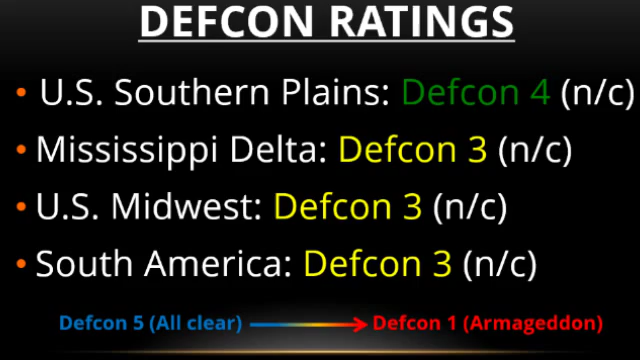 DEFCON RATINGS
• U.S. Southern Plains: Defcon 4 (n/c)
• Mississippi Delta: Defcon 3 (n/c)
• U.S. Midwest: Defcon 3 (n/c)
• South America: Defcon 3 (n/c)
Defcon 5 (All clear) Defcon 1 (Armageddon)